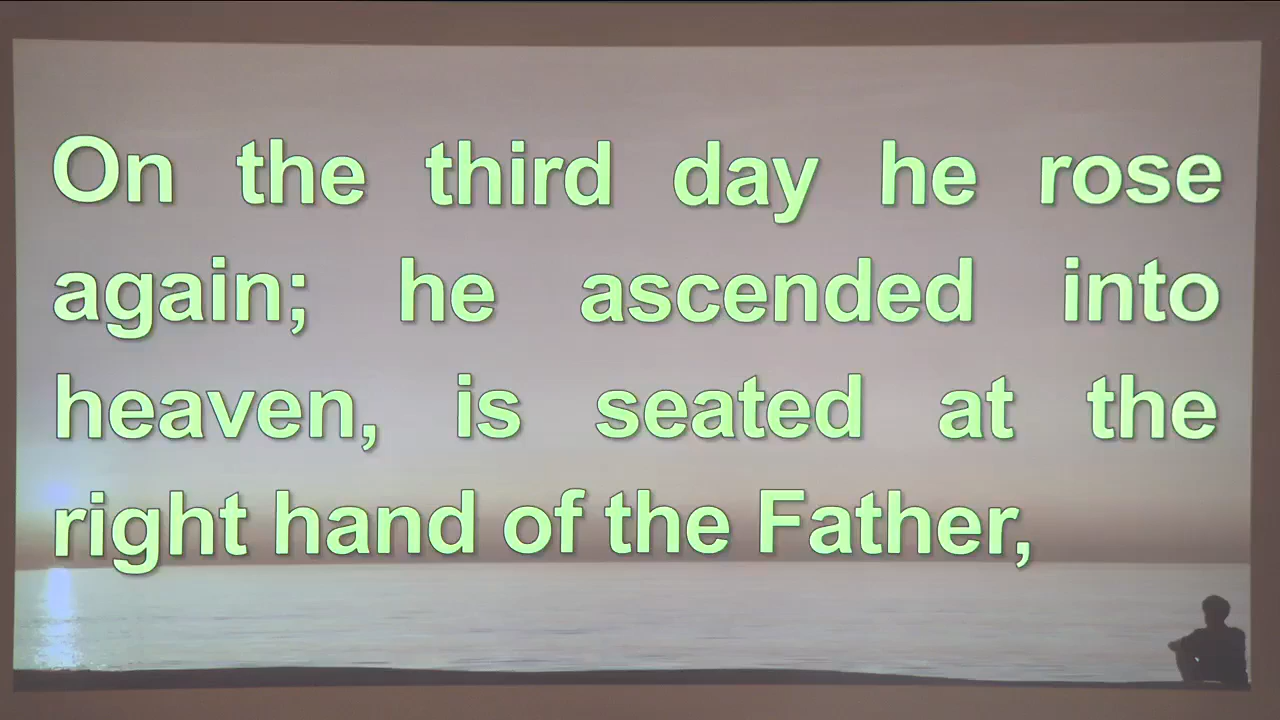 On the third day he rose
again; he ascended into
heaven, is seated at the
right hand of the Father,